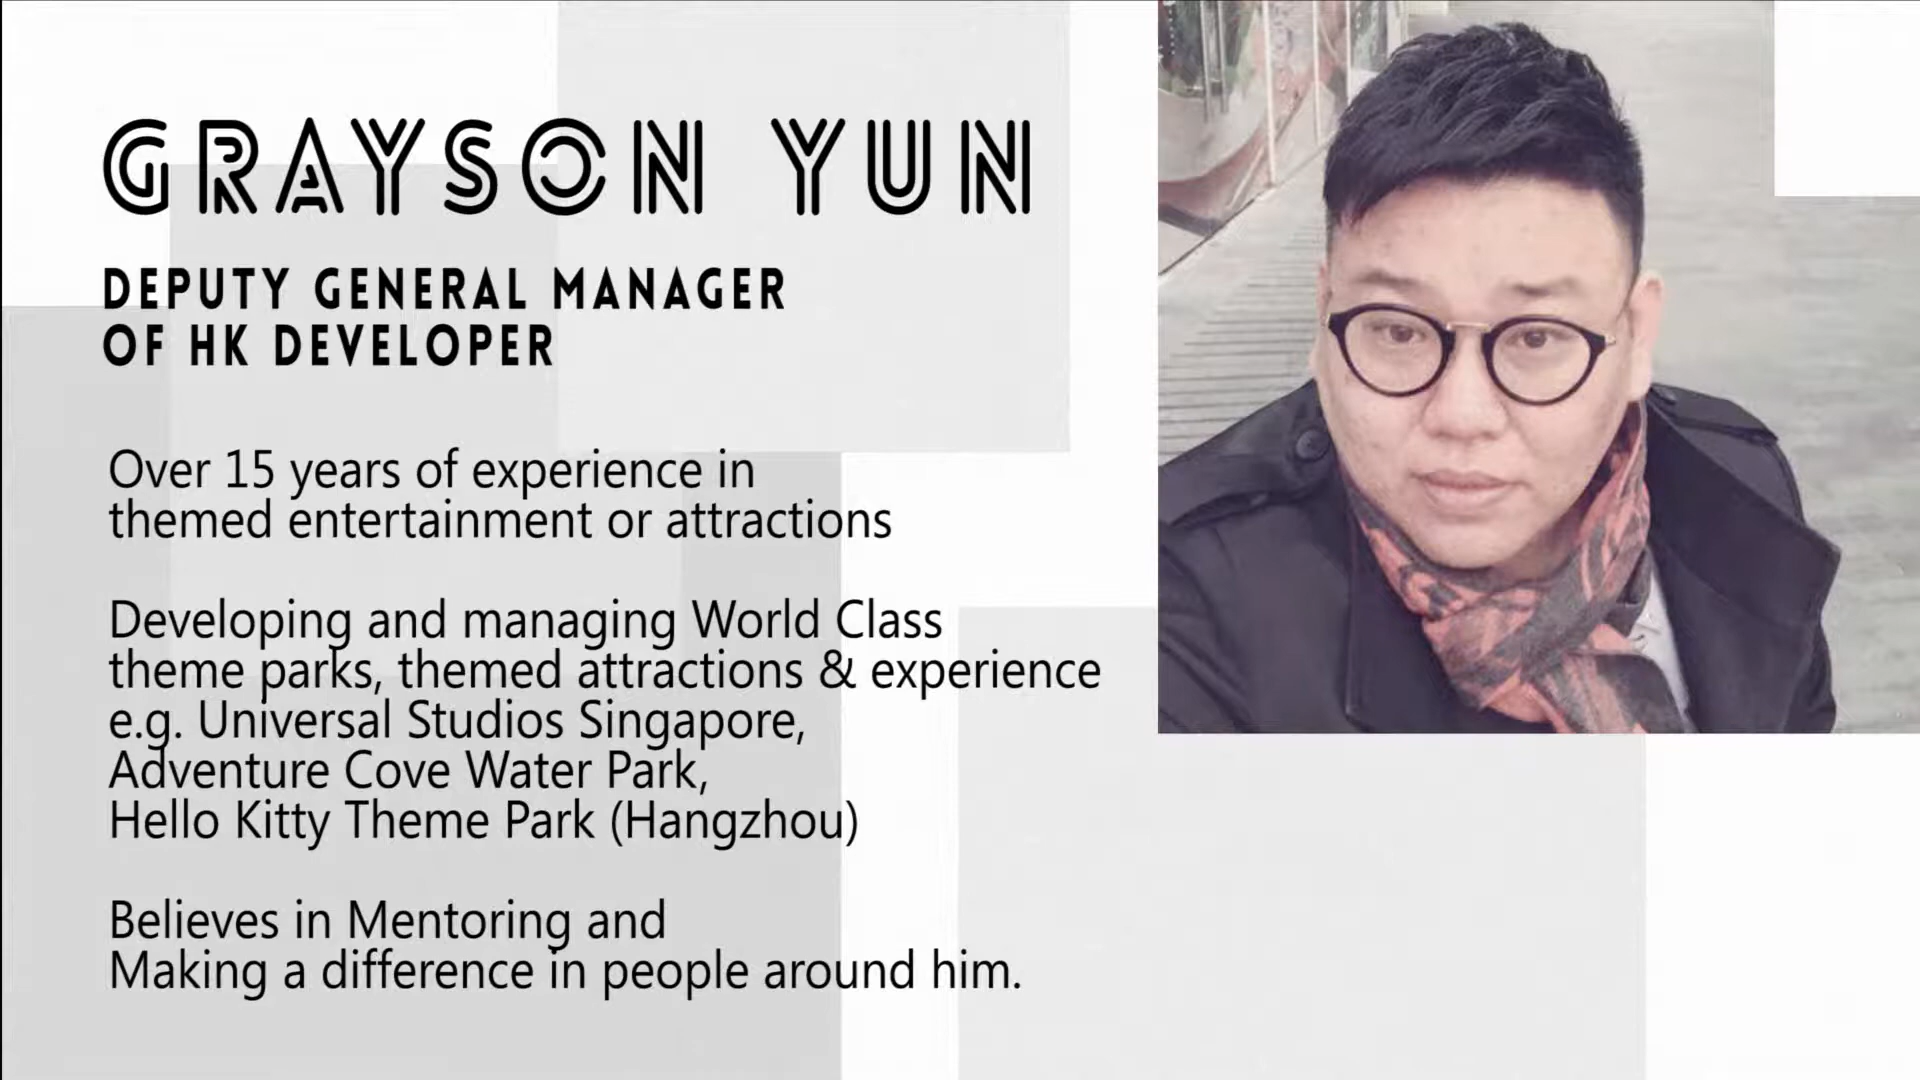 GRAYSON YUN
DEPUTY GENERAL MANAGER
OF HK DEVELOPER
Over 15 years of experience in
themed entertainment or attractions
Developing and managing World Class
theme parks, themed attractions & experience
e.g. Universal Studios Singapore,
Adventure Cove Water Park,
Hello Kitty Theme Park (Hangzhou)
Believes in Mentoring and
Making a difference in people around him.